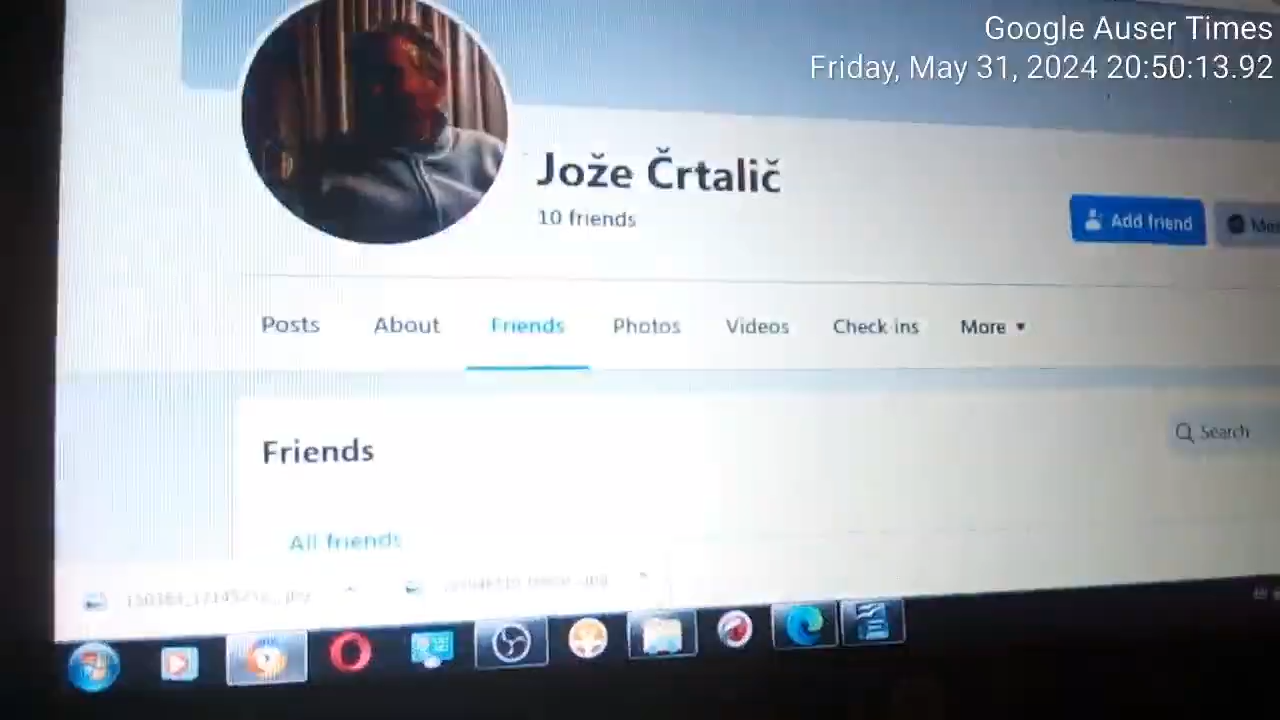 Google Auser Times
Friday, May 31, 2024 20:50:13.92
Jože Črtalič
10 friends
Add friend
Posts About Friends Photos Videos Check ins More
Friends
Search
All friends